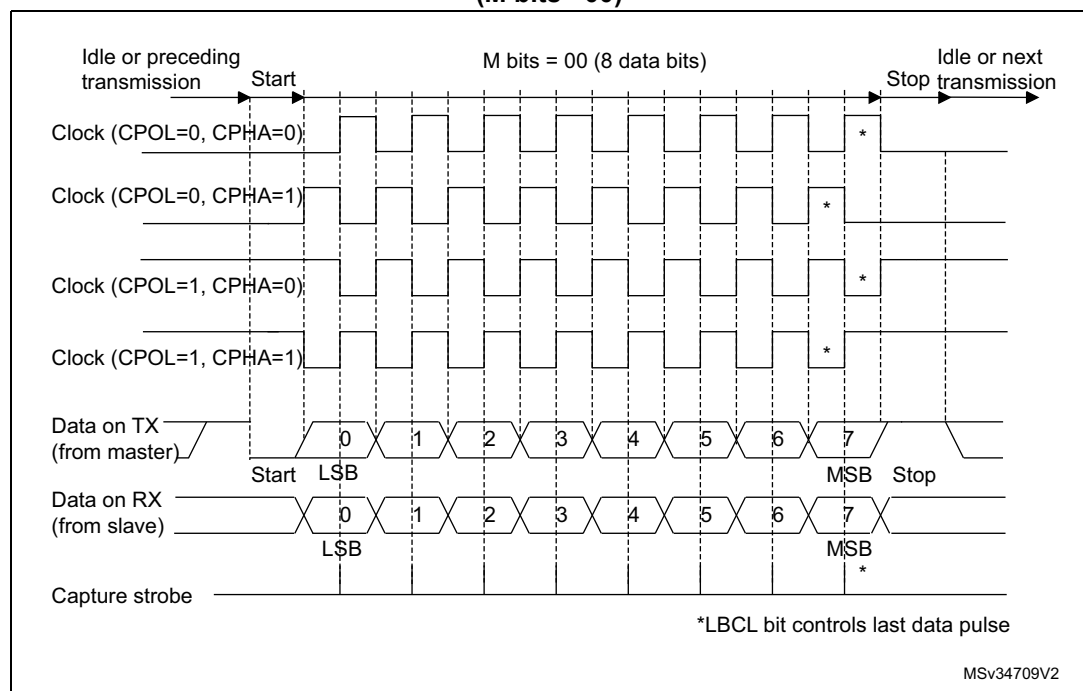 Idle or preceding
transmission
Start
M bits = 00 (8 data bits)
Stop
Idle or next
transmission
Clock (CPOL=0, CPHA=0)
*
Clock (CPOL=0, CPHA=1)
*
Clock (CPOL=1, CPHA=0)
*
Clock (CPOL=1, CPHA=1)
*
Data on TX
(from master)
0 1 2 3 4 5 6 7
Start LSB MSB Stop
Data on RX
(from slave)
0 1 2 3 4 5 6 7
LSB MSB
*
Capture strobe
*LBCL bit controls last data pulse
MSv34709V2